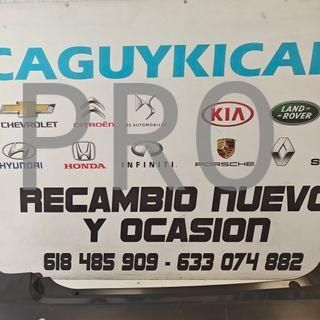 CAGUYKICAR
CHEVROLET CITROËN DS AUTOMOBILES KIA LAND ROVER
HYUNDAI HONDA INFINITI PORSCHE
PRO
RECAMBIO NUEVO
Y OCASION
618 485 909 - 633 074 882